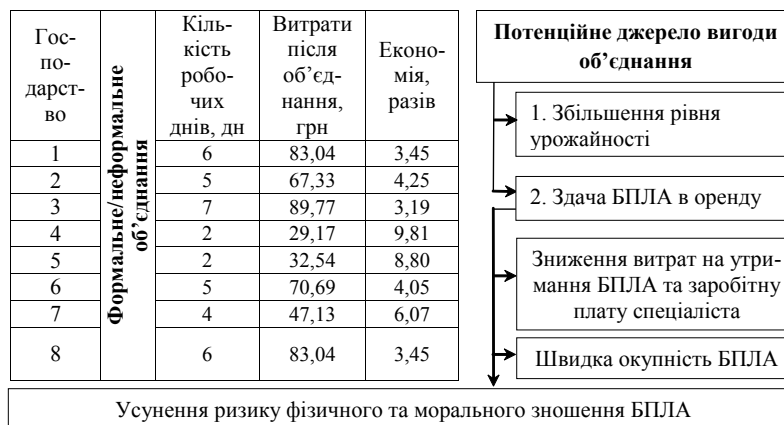 Гос-
по-
дарст-
во
Формальне/неформальне
об’єднання
Кіль-
кість
робо-
чих
днів, дн
Витрати
після
об’єд-
нання,
грн
Еконо-
мія,
разів
1 6 83,04 3,45
2 5 67,33 4,25
3 7 89,77 3,19
4 2 29,17 9,81
5 2 32,54 8,80
6 5 70,69 4,05
7 4 47,13 6,07
8 6 83,04 3,45
Потенційне джерело вигоди
об’єднання
1. Збільшення рівня
урожайності
2. Здача БПЛА в оренду
Зниження витрат на утри-
мання БПЛА та заробітну
плату спеціаліста
Швидка окупність БПЛА
Усунення ризику фізичного та морального зношення БПЛА